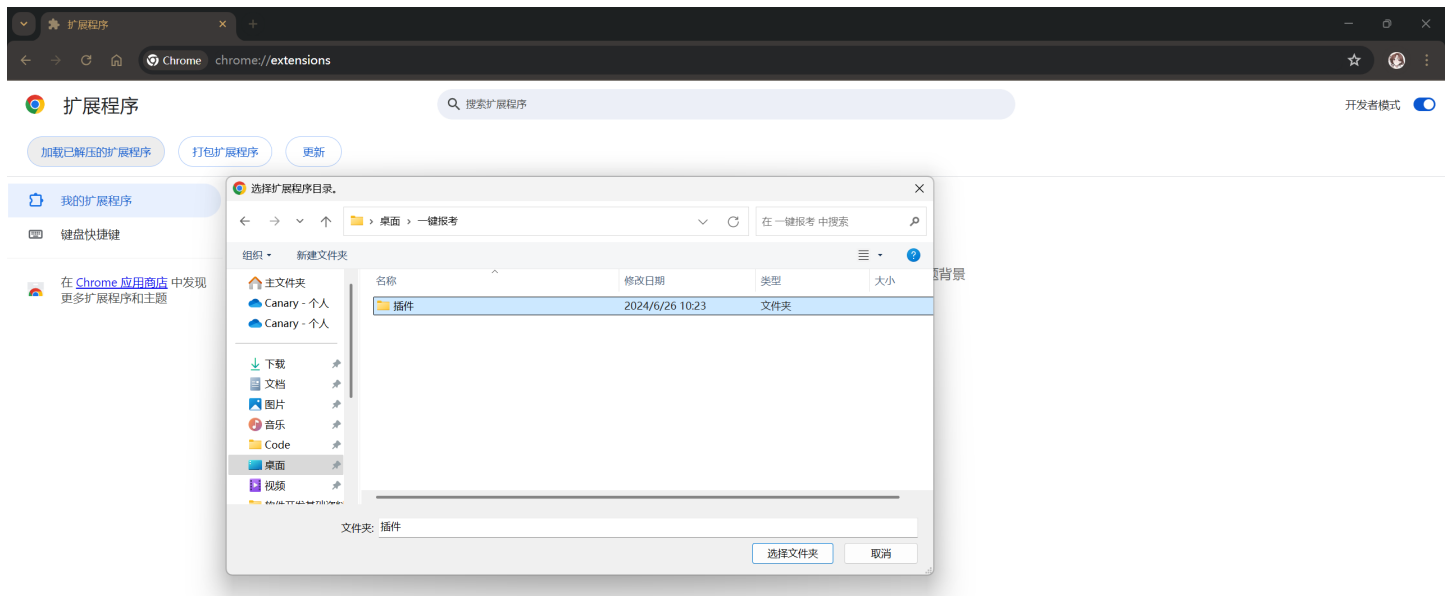 扩展程序
Chrome chrome://extensions
扩展程序
搜索扩展程序
开发者模式
加载已解压的扩展程序
打包扩展程序
更新
我的扩展程序
键盘快捷键
在 Chrome 应用商店 中发现
更多扩展程序和主题
选择扩展程序目录。
桌面 › 一键报考
在 一键报考 中搜索
组织
新建文件夹
名称 修改日期 类型 大小
插件 2024/6/26 10:23 文件夹
主文件夹
Canary - 个人
Canary - 个人
下载
文档
图片
音乐
Code
桌面
视频
背景
文件夹: 插件
选择文件夹
取消